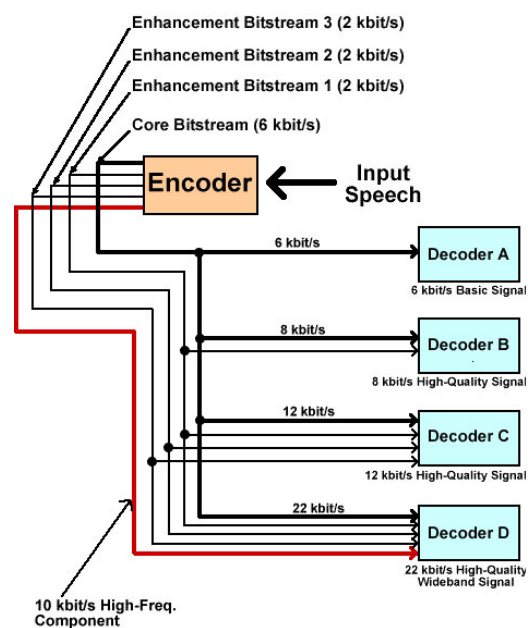 Enhancement Bitstream 3 (2 kbit/s)
Enhancement Bitstream 2 (2 kbit/s)
Enhancement Bitstream 1 (2 kbit/s)
Core Bitstream (6 kbit/s)
Encoder
Input
Speech
6 kbit/s
Decoder A
6 kbit/s Basic Signal
8 kbit/s
Decoder B
8 kbit/s High-Quality Signal
12 kbit/s
Decoder C
12 kbit/s High-Quality Signal
22 kbit/s
Decoder D
22 kbit/s High-Quality
Wideband Signal
10 kbit/s High-Freq.
Component